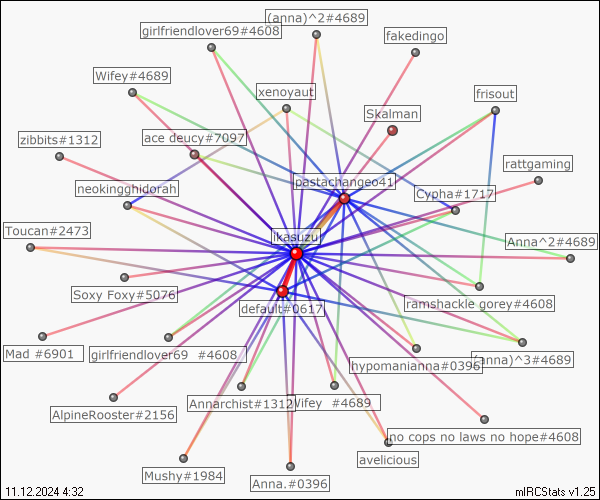 (anna)^2#4689
girlfriendlover69#4608
fakedingo
Wifey#4689
xenoyaut
frisout
Skalman
zibbits#1312
ace deucy#7097
rattgaming
pastachangeo41
neokingghidorah
Cypha#1717
Toucan#2473
ikasuzu
Anna^2#4689
Soxy Foxy#5076
ramshackle gorey#4608
default#0617
Mad #6901
girlfriendlover69 #4608
hypomanianna#0396
(anna)^3#4689
Annarchist#1312
Wifey #4689
AlpineRooster#2156
no cops no laws no hope#4608
avelicious
Mushy#1984
Anna.#0396
11.12.2024 4:32
mIRCStats v1.25